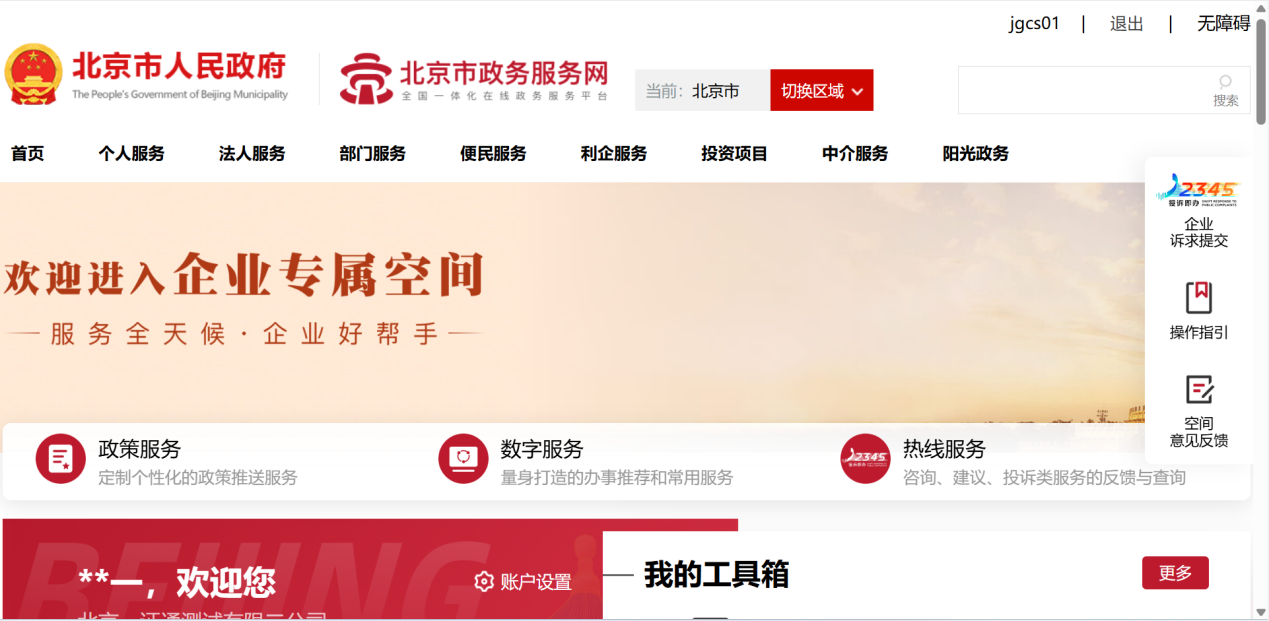 jgcs01 | 退出 | 无障碍
北京市人民政府
The People's Government of Beijing Municipality
北京市政务服务网
全国一体化在线政务服务平台
当前： 北京市 切换区域
搜索
首页 个人服务 法人服务 部门服务 便民服务 利企服务 投资项目 中介服务 阳光政务
欢迎进入企业专属空间
服务全天候·企业好帮手
12345
企业
诉求提交
操作指引
空间
意见反馈
政策服务
定制个性化的政策推送服务
数字服务
量身打造的办事推荐和常用服务
12345
热线服务
咨询、建议、投诉类服务的反馈与查询
BEIJING
**一，欢迎您
账户设置
我的工具箱
更多